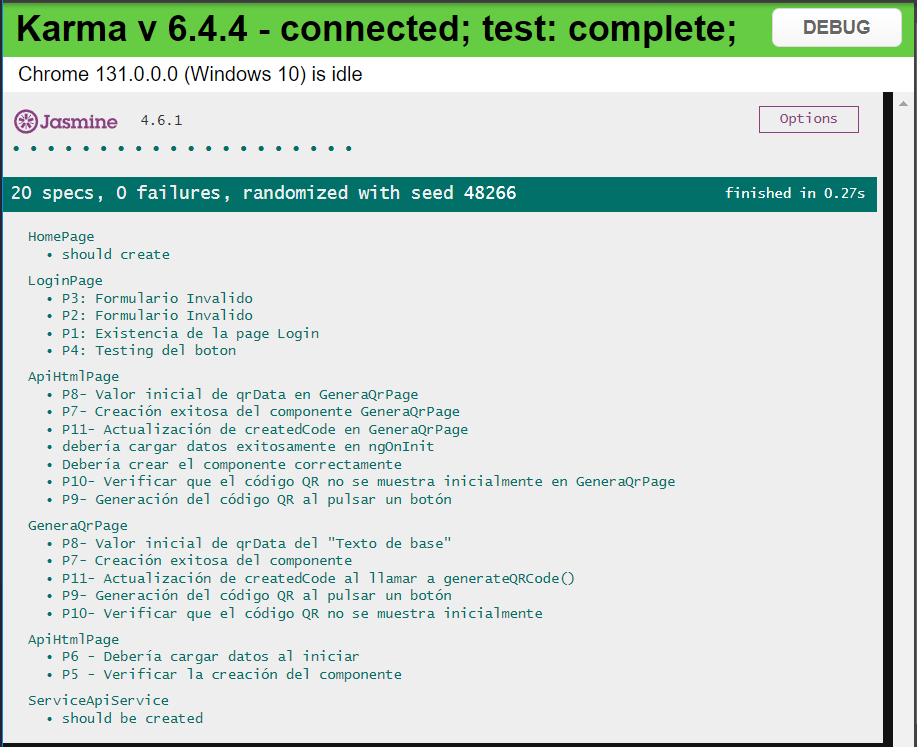 Karma v 6.4.4 - connected; test: complete;
DEBUG
Chrome 131.0.0.0 (Windows 10) is idle
Jasmine 4.6.1
Options
20 specs, 0 failures, randomized with seed 48266
finished in 0.27s
HomePage
• should create
LoginPage
• P3: Formulario Invalido
• P2: Formulario Invalido
• P1: Existencia de la page Login
• P4: Testing del boton
ApiHtmlPage
• P8- Valor inicial de qrData en GeneraQrPage
• P7- Creación exitosa del componente GeneraQrPage
• P11- Actualización de createdCode en GeneraQrPage
• debería cargar datos exitosamente en ngOnInit
• Debería crear el componente correctamente
• P10- Verificar que el código QR no se muestra inicialmente en GeneraQrPage
• P9- Generación del código QR al pulsar un botón
GeneraQrPage
• P8- Valor inicial de qrData del "Texto de base"
• P7- Creación exitosa del componente
• P11- Actualización de createdCode al llamar a generateQRCode()
• P9- Generación del código QR al pulsar un botón
• P10- Verificar que el código QR no se muestra inicialmente
ApiHtmlPage
• P6 - Debería cargar datos al iniciar
• P5 - Verificar la creación del componente
ServiceApiService
• should be created